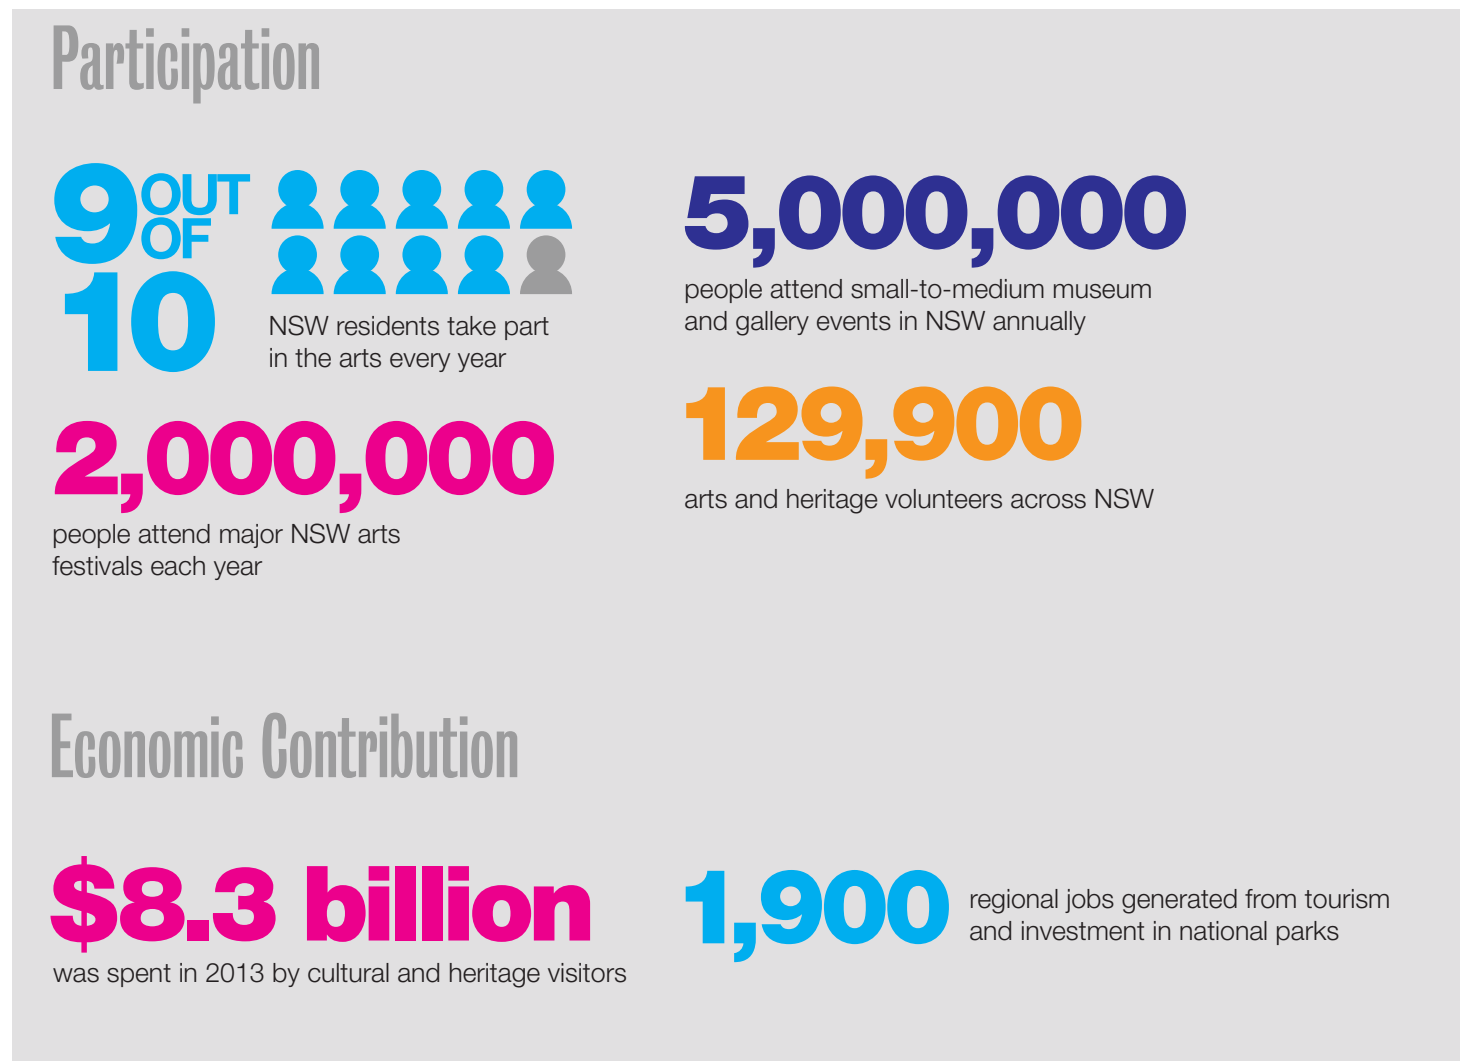 Participation
9 OUT
OF
10
NSW residents take part
in the arts every year
2,000,000
people attend major NSW arts
festivals each year
5,000,000
people attend small-to-medium museum
and gallery events in NSW annually
129,900
arts and heritage volunteers across NSW
Economic Contribution
$8.3 billion
was spent in 2013 by cultural and heritage visitors
1,900
regional jobs generated from tourism
and investment in national parks